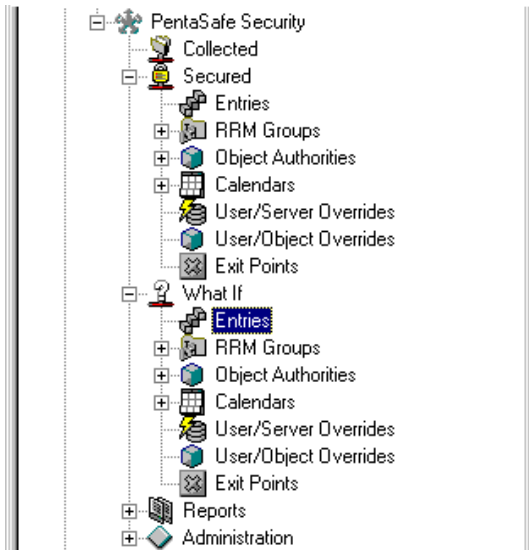 PentaSafe Security
Collected
Secured
Entries
RRM Groups
Object Authorities
Calendars
User/Server Overrides
User/Object Overrides
Exit Points
What If
Entries
RRM Groups
Object Authorities
Calendars
User/Server Overrides
User/Object Overrides
Exit Points
Reports
Administration